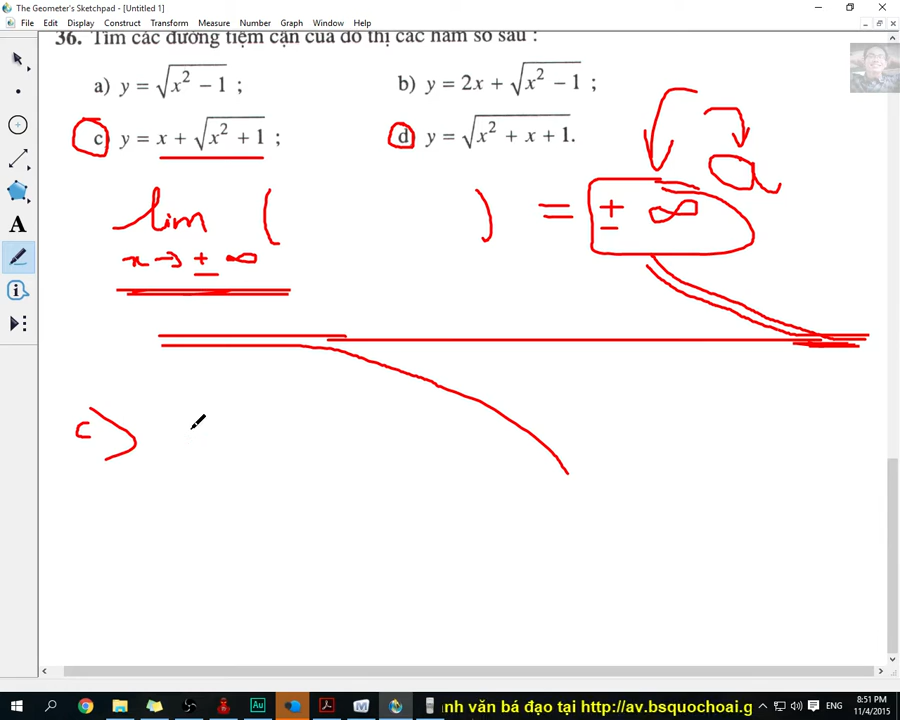 The Geometer's Sketchpad - [Untitled 1]
File Edit Display Construct Transform Measure Number Graph Window Help
36. Tìm các đường tiệm cận của đồ thị các hàm số sau :
a) y = √(x² − 1) ; b) y = 2x + √(x² − 1) ;
c) y = x + √(x² + 1) ; d) y = √(x² + x + 1).
a
lim ( ) = ± ∞
x → ± ∞
c)
A
anh văn bá đạo tại http://av.bsquochoai.g
8:51 PM
11/4/2015